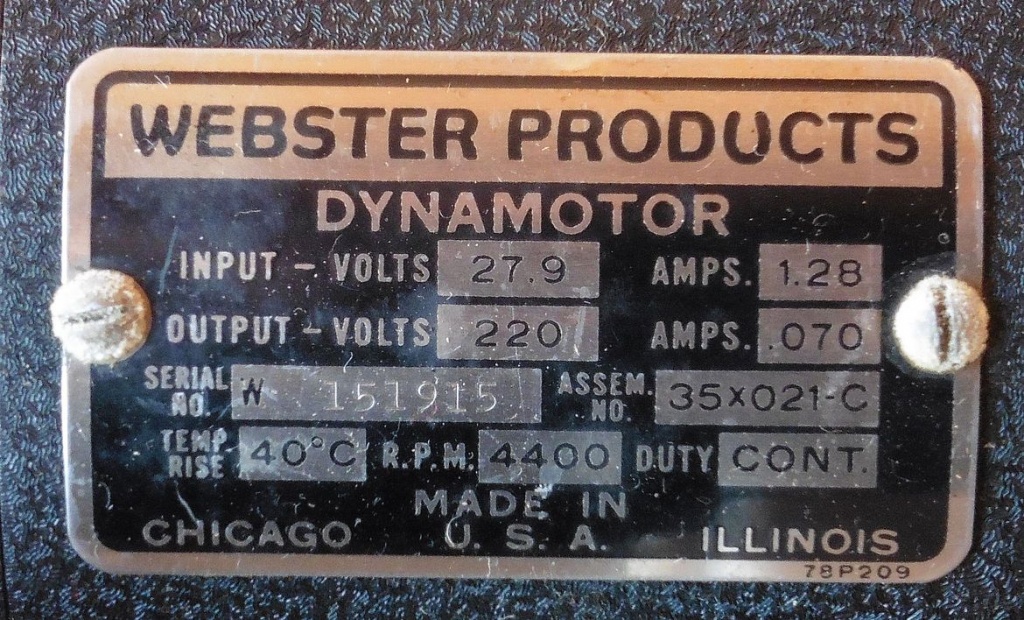 WEBSTER PRODUCTS
DYNAMOTOR
INPUT - VOLTS 27.9 AMPS. 1.28
OUTPUT - VOLTS 220 AMPS. .070
SERIAL NO. W 151915 ASSEM. NO. 35X021-C
TEMP RISE 40°C R.P.M. 4400 DUTY CONT.
MADE IN
CHICAGO U. S. A. ILLINOIS
78P209